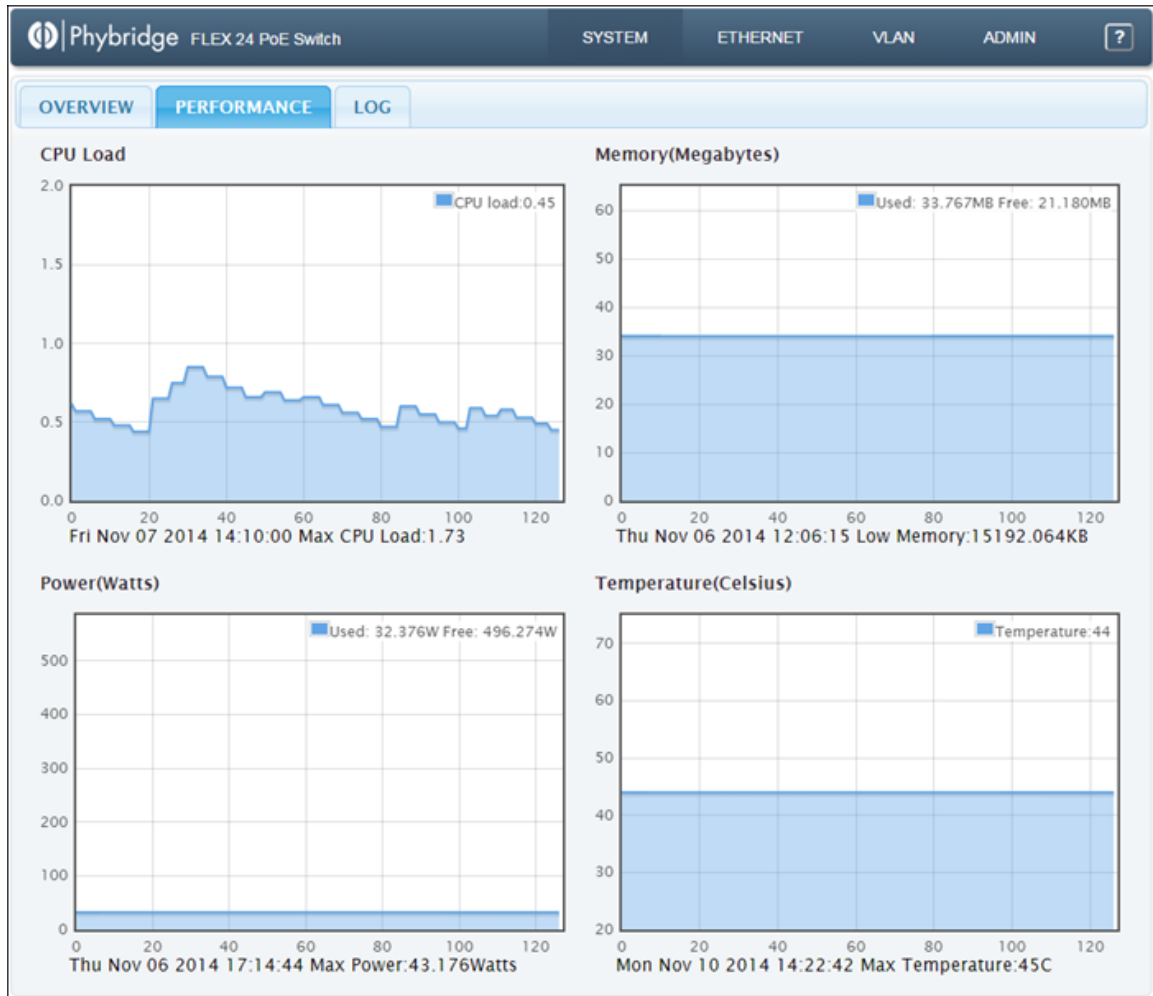 Phybridge FLEX 24 PoE Switch SYSTEM ETHERNET VLAN ADMIN ?
OVERVIEW PERFORMANCE LOG
CPU Load
2.0
CPU load:0.45
1.5
1.0
0.5
0.0
0 20 40 60 80 100 120
Fri Nov 07 2014 14:10:00 Max CPU Load:1.73
Memory(Megabytes)
Used: 33.767MB Free: 21.180MB
60
50
40
30
20
10
0
0 20 40 60 80 100 120
Thu Nov 06 2014 12:06:15 Low Memory:15192.064KB
Power(Watts)
Used: 32.376W Free: 496.274W
500
400
300
200
100
0
0 20 40 60 80 100 120
Thu Nov 06 2014 17:14:44 Max Power:43.176Watts
Temperature(Celsius)
Temperature:44
70
60
50
40
30
20
0 20 40 60 80 100 120
Mon Nov 10 2014 14:22:42 Max Temperature:45C